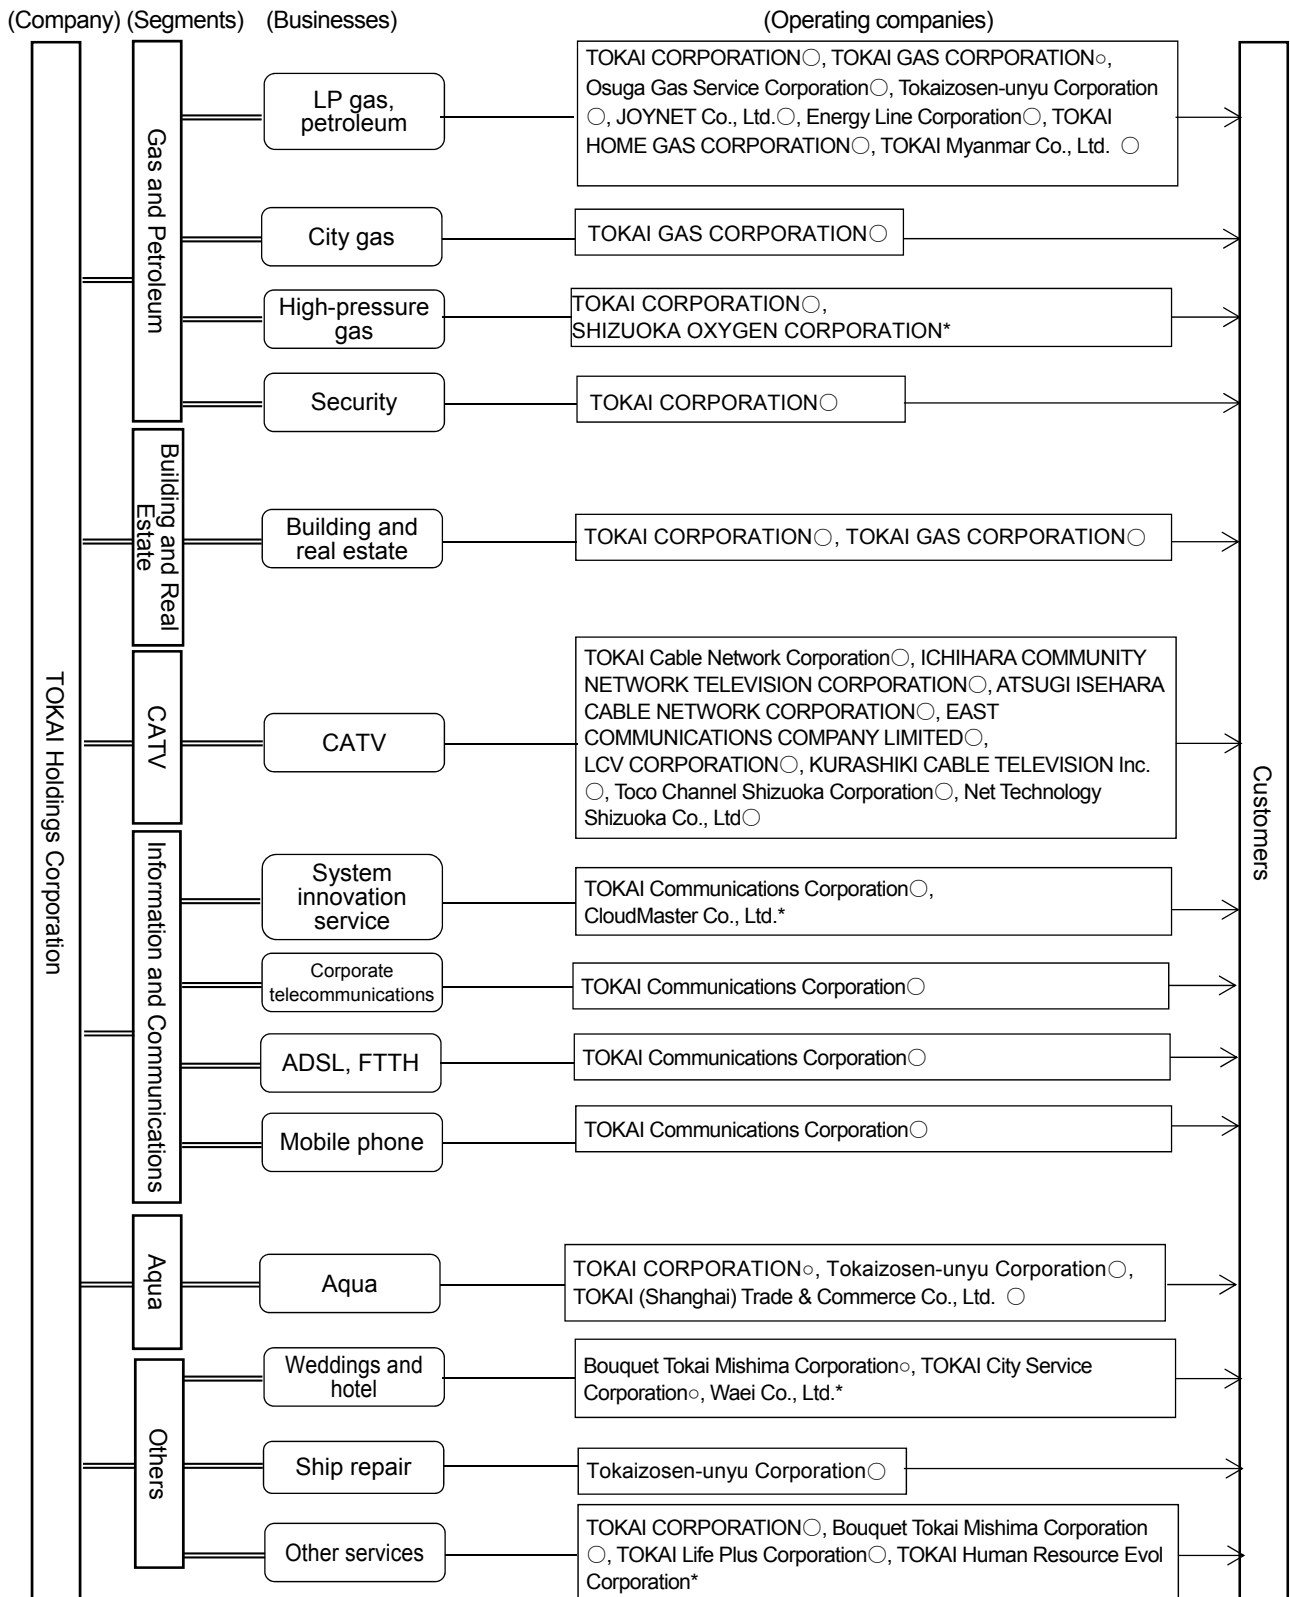 (Company) (Segments) (Businesses) (Operating companies)
TOKAI Holdings Corporation
Gas and Petroleum
LP gas,
petroleum
TOKAI CORPORATION○, TOKAI GAS CORPORATION○,
Osuga Gas Service Corporation○, Tokaizosen-unyu Corporation
○, JOYNET Co., Ltd.○, Energy Line Corporation○, TOKAI
HOME GAS CORPORATION○, TOKAI Myanmar Co., Ltd. ○
City gas
TOKAI GAS CORPORATION○
High-pressure
gas
TOKAI CORPORATION○,
SHIZUOKA OXYGEN CORPORATION*
Security
TOKAI CORPORATION○
Building and Real
Estate
Building and
real estate
TOKAI CORPORATION○, TOKAI GAS CORPORATION○
CATV
CATV
TOKAI Cable Network Corporation○, ICHIHARA COMMUNITY
NETWORK TELEVISION CORPORATION○, ATSUGI ISEHARA
CABLE NETWORK CORPORATION○, EAST
COMMUNICATIONS COMPANY LIMITED○,
LCV CORPORATION○, KURASHIKI CABLE TELEVISION Inc.
○, Toco Channel Shizuoka Corporation○, Net Technology
Shizuoka Co., Ltd○
Information and Communications
System
innovation
service
TOKAI Communications Corporation○,
CloudMaster Co., Ltd.*
Corporate
telecommunications
TOKAI Communications Corporation○
ADSL, FTTH
TOKAI Communications Corporation○
Mobile phone
TOKAI Communications Corporation○
Aqua
Aqua
TOKAI CORPORATION○, Tokaizosen-unyu Corporation○,
TOKAI (Shanghai) Trade & Commerce Co., Ltd. ○
Others
Weddings and
hotel
Bouquet Tokai Mishima Corporation○, TOKAI City Service
Corporation○, Waei Co., Ltd.*
Ship repair
Tokaizosen-unyu Corporation○
Other services
TOKAI CORPORATION○, Bouquet Tokai Mishima Corporation
○, TOKAI Life Plus Corporation○, TOKAI Human Resource Evol
Corporation*
Customers